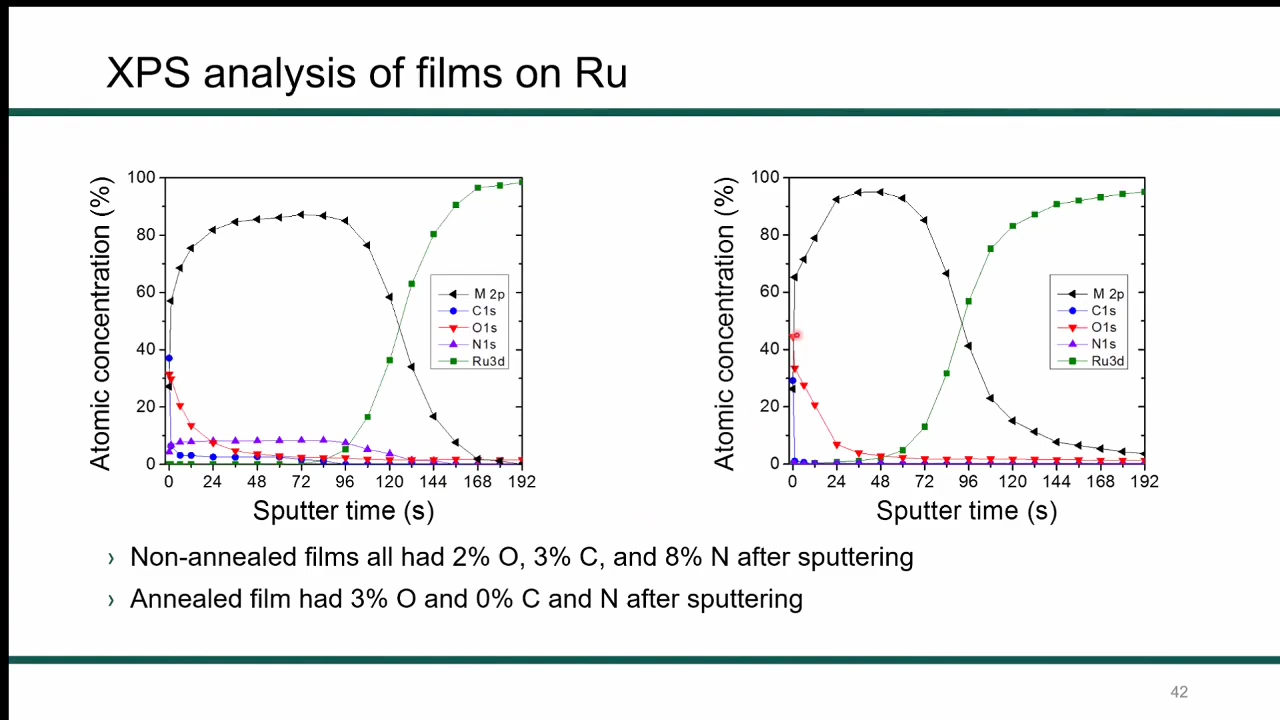 XPS analysis of films on Ru
Atomic concentration (%)
100
80
60
40
20
0
M 2p
C1s
O1s
N1s
Ru3d
0 24 48 72 96 120 144 168 192
Sputter time (s)
Atomic concentration (%)
100
80
60
40
20
0
M 2p
C1s
O1s
N1s
Ru3d
0 24 48 72 96 120 144 168 192
Sputter time (s)
› Non-annealed films all had 2% O, 3% C, and 8% N after sputtering
› Annealed film had 3% O and 0% C and N after sputtering
42